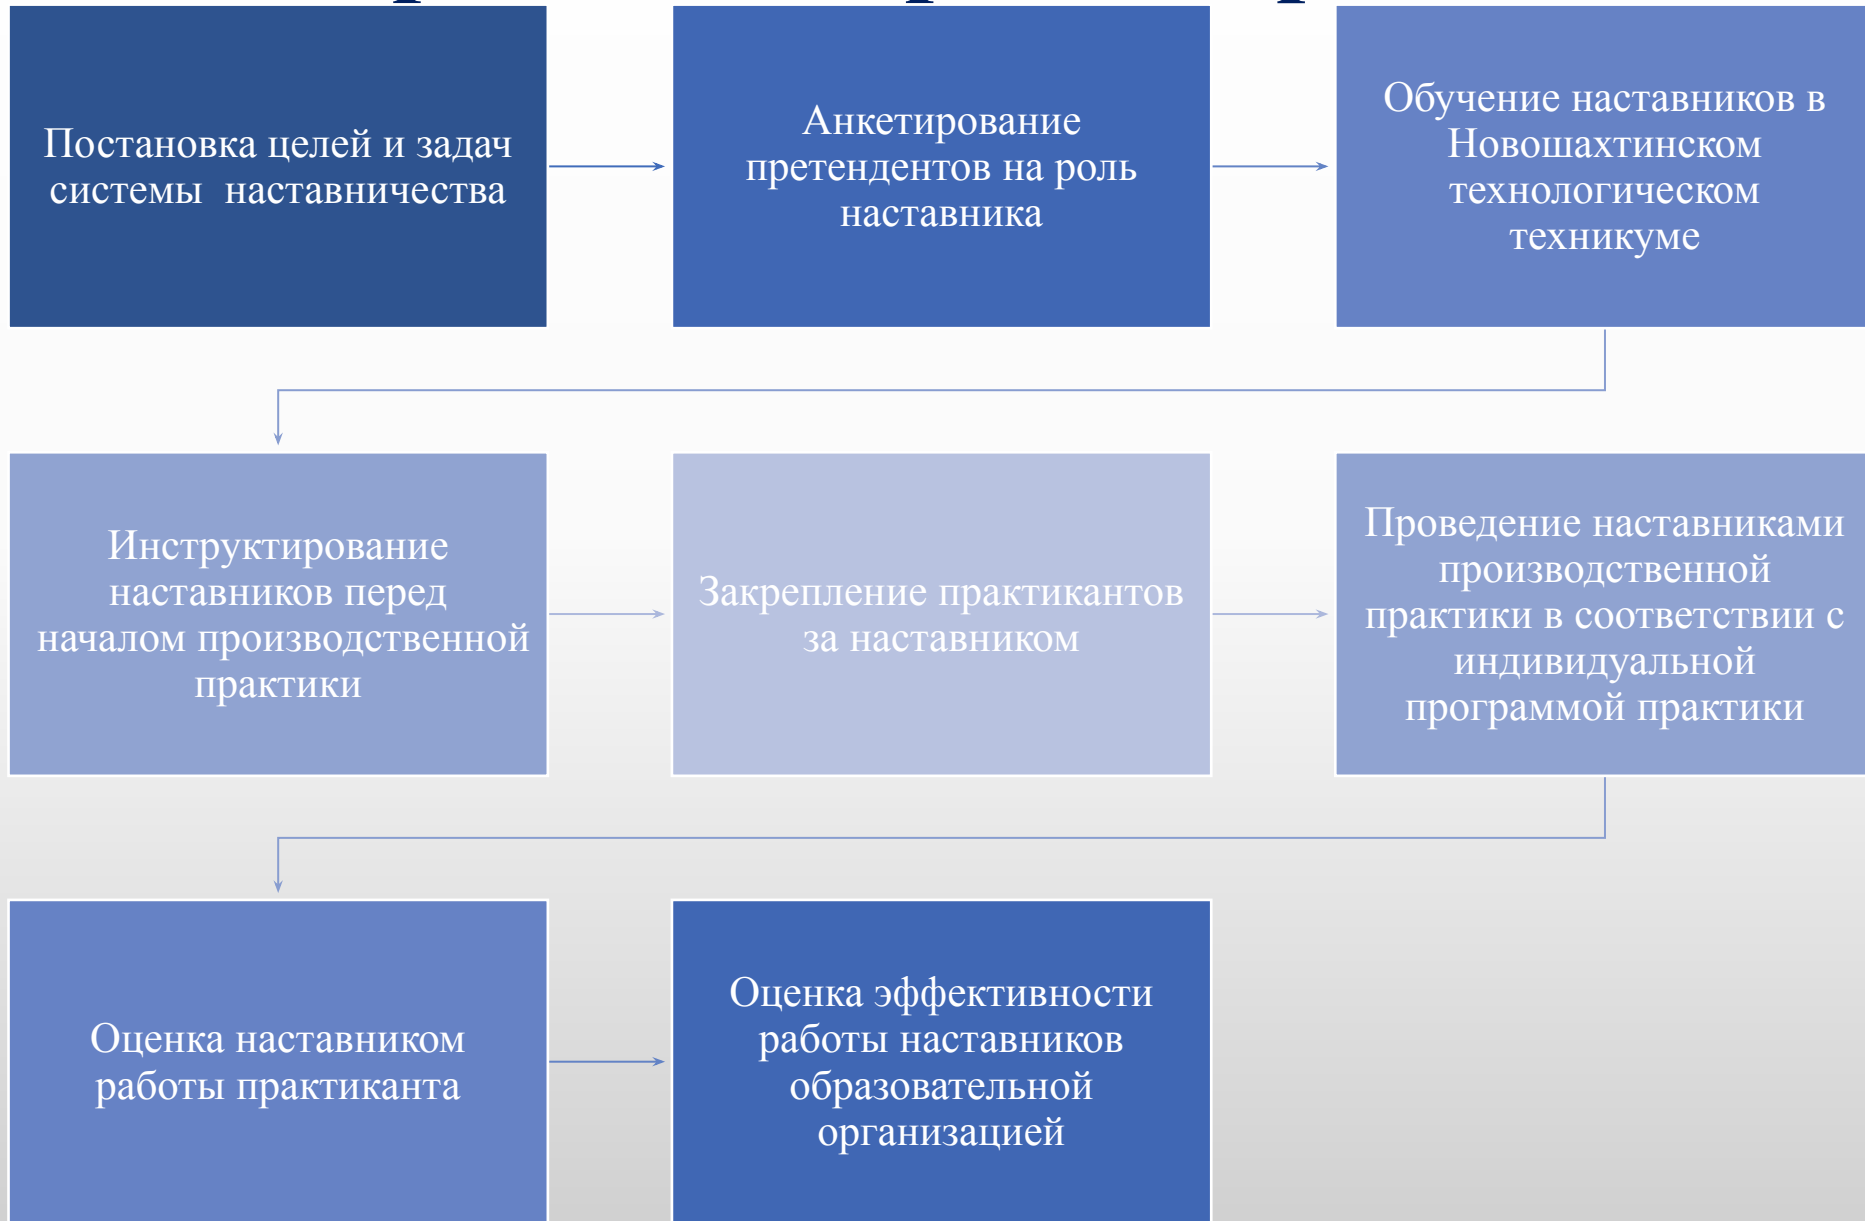 Постановка целей и задач
системы наставничества
Анкетирование
претендентов на роль
наставника
Обучение наставников в
Новошахтинском
технологическом
техникуме
Инструктирование
наставников перед
началом производственной
практики
Закрепление практикантов
за наставником
Проведение наставниками
производственной
практики в соответствии с
индивидуальной
программой практики
Оценка наставником
работы практиканта
Оценка эффективности
работы наставников
образовательной
организацией